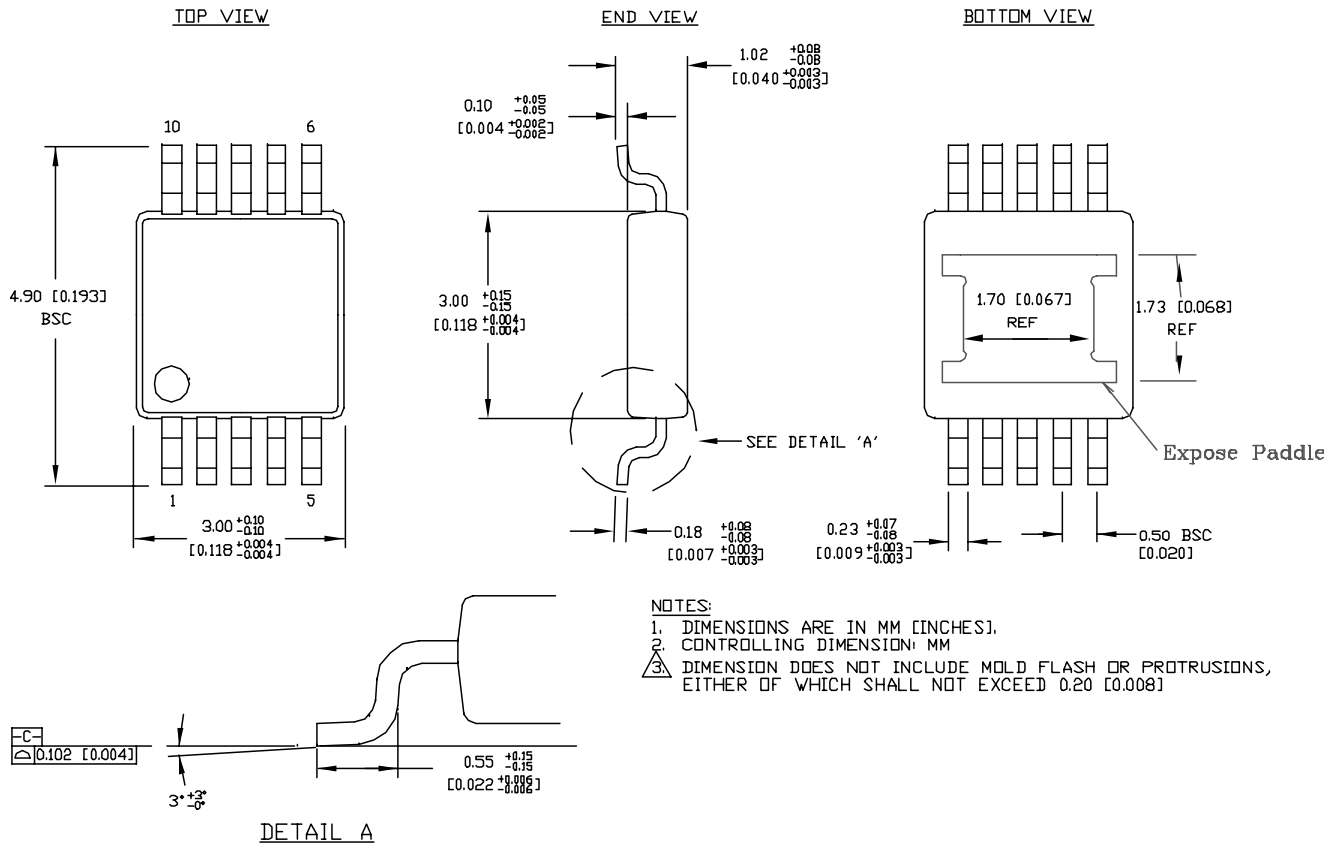 TOP VIEW
END VIEW
BOTTOM VIEW
1.02 +0.08 -0.08
[0.040 +0.013 -0.003]
0.10 +0.05 -0.05
[0.004 +0.002 -0.002]
10
6
4.90 [0.193]
BSC
3.00 +0.15 -0.15
[0.118 +0.004 -0.004]
1.70 [0.067]
REF
1.73 [0.068]
REF
SEE DETAIL 'A'
Expose Paddle
1
5
3.00 +0.10 -0.10
[0.118 +0.004 -0.004]
0.18 +0.08 -0.08
[0.007 +0.003 -0.003]
0.23 +0.07 -0.08
[0.009 +0.003 -0.003]
0.50 BSC
[0.020]
NOTES:
1. DIMENSIONS ARE IN MM [INCHES].
2. CONTROLLING DIMENSION: MM
3. DIMENSION DOES NOT INCLUDE MOLD FLASH OR PROTRUSIONS,
EITHER OF WHICH SHALL NOT EXCEED 0.20 [0.008]
-C-
⌓ 0.102 [0.004]
3° +3° -0°
0.55 +0.15 -0.15
[0.022 +0.006 -0.006]
DETAIL A